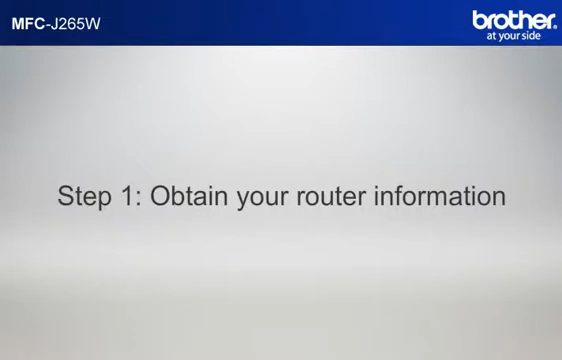 MFC-J265W
brother
at your side
Step 1: Obtain your router information